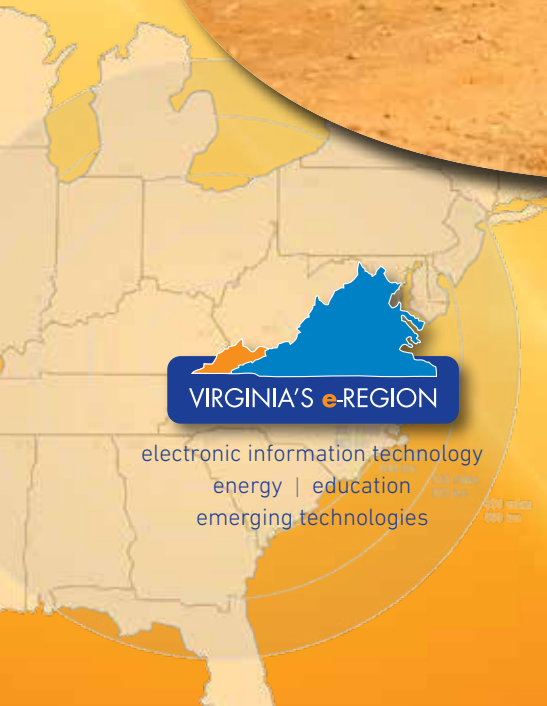 VIRGINIA'S e-REGION
electronic information technology
energy | education
emerging technologies